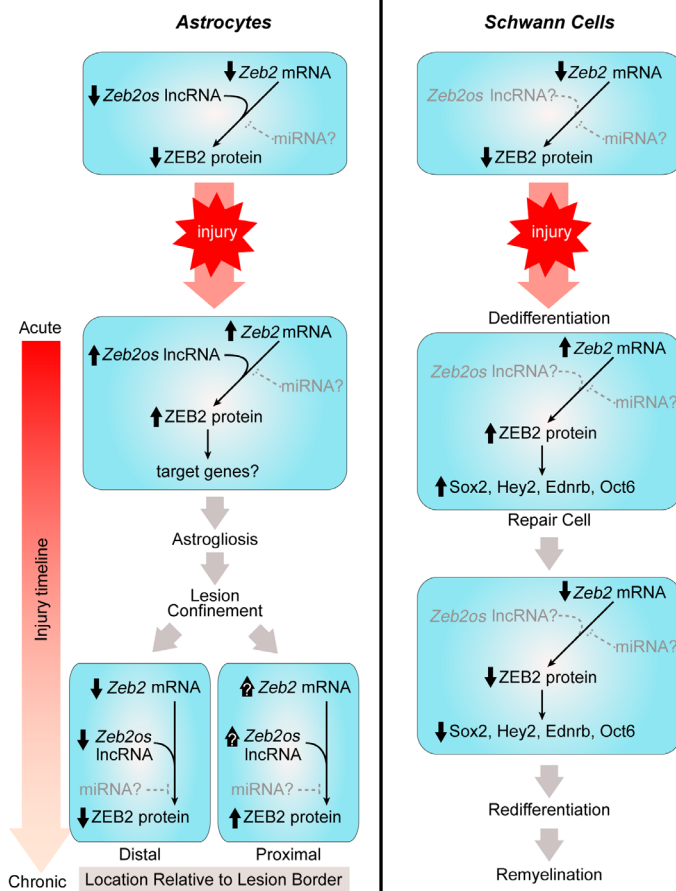 Astrocytes
Zeb2 mRNA
Zeb2os lncRNA
miRNA?
ZEB2 protein
injury
Acute
Injury timeline
Chronic
Zeb2 mRNA
Zeb2os lncRNA
miRNA?
ZEB2 protein
target genes?
Astrogliosis
Lesion
Confinement
Zeb2 mRNA
Zeb2os
lncRNA
miRNA?
ZEB2 protein
Distal
? Zeb2 mRNA
? Zeb2os
lncRNA
miRNA?
ZEB2 protein
Proximal
Location Relative to Lesion Border
Schwann Cells
Zeb2 mRNA
Zeb2os lncRNA?
miRNA?
ZEB2 protein
injury
Dedifferentiation
Zeb2 mRNA
Zeb2os lncRNA?
miRNA?
ZEB2 protein
Sox2, Hey2, Ednrb, Oct6
Repair Cell
Zeb2 mRNA
Zeb2os lncRNA?
miRNA?
ZEB2 protein
Sox2, Hey2, Ednrb, Oct6
Redifferentiation
Remyelination